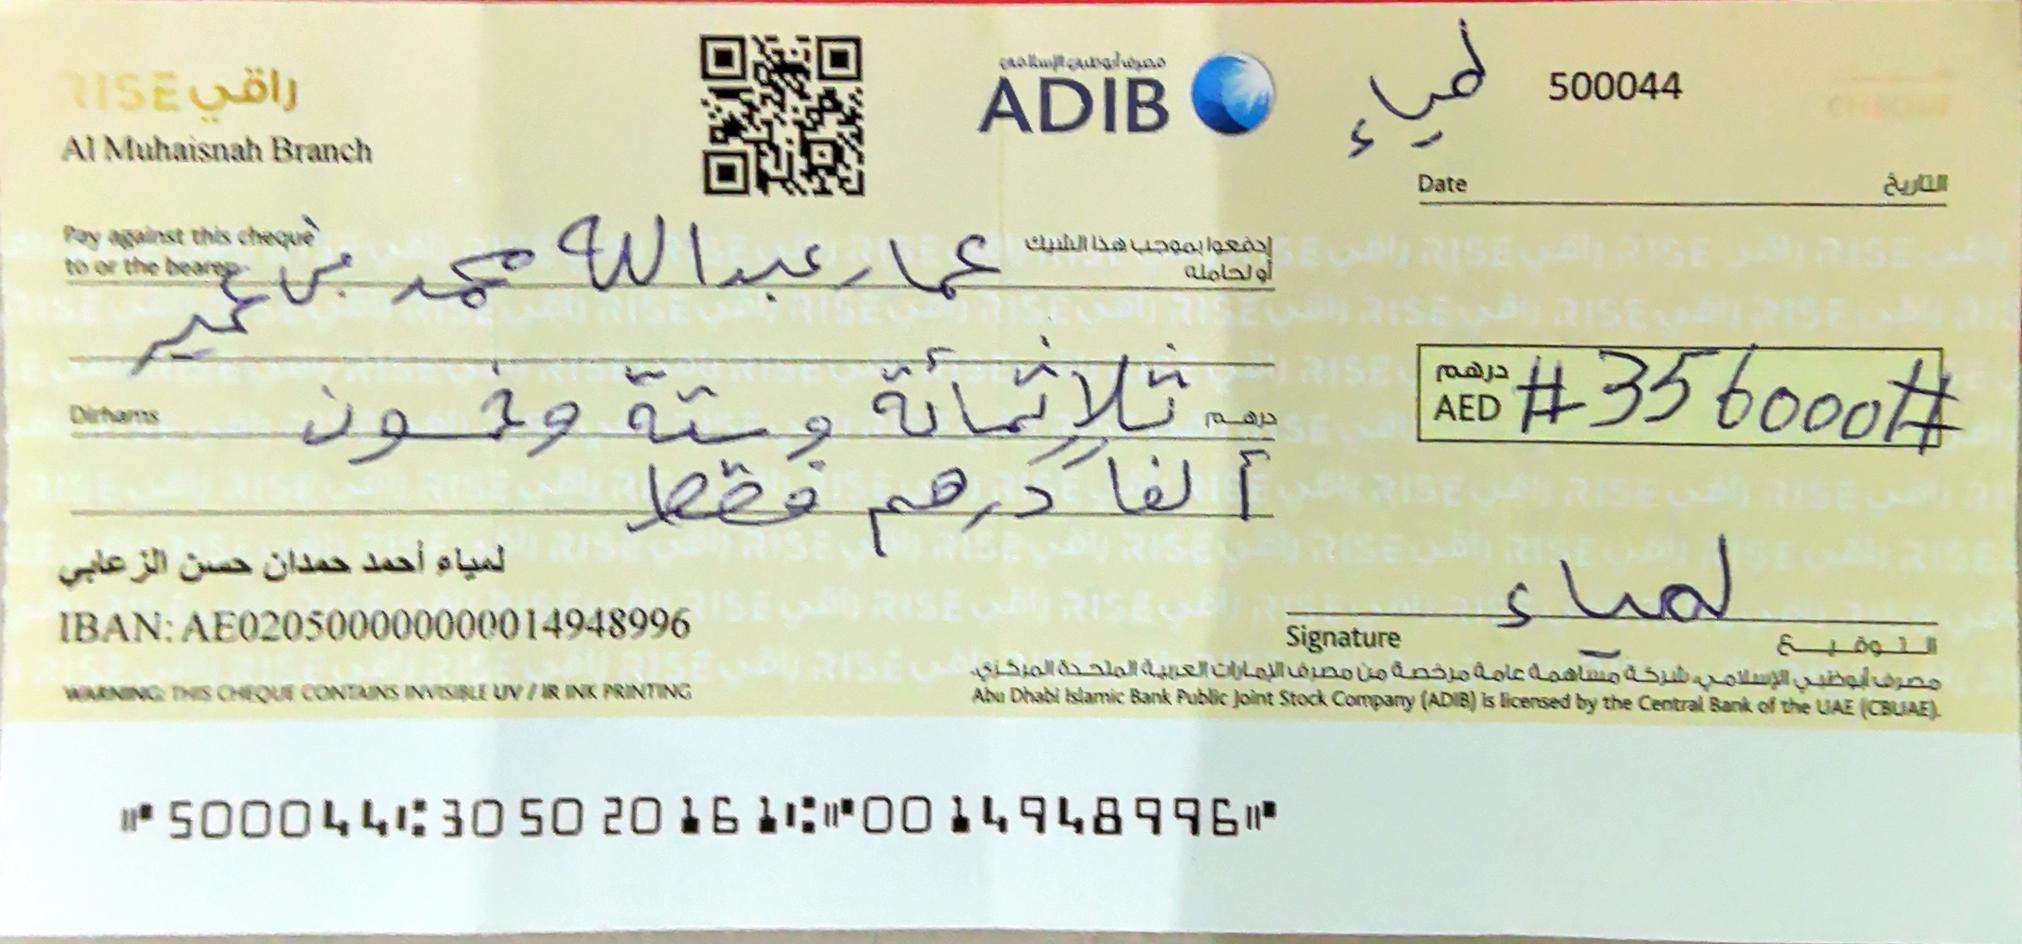 RISE راقي
Al Muhaisnah Branch
مصرف أبوظبي الإسلامي
ADIB
لمياء
500044
Date التاريخ
Pay against this cheque
to or the bearer
إدفعوا بموجب هذا الشيك
أو لحامله
عمار عبدالله محمد بن عمير
Dirhams درهم
ثلاثمائة وستة وخمسون
ألفا درهم فقط
درهم
AED #356000#
لمياء أحمد حمدان حسن الزعابي
IBAN: AE020500000000014948996
لمياء
Signature التوقيع
WARNING: THIS CHEQUE CONTAINS INVISIBLE UV / IR INK PRINTING
مصرف أبوظبي الإسلامي، شركة مساهمة عامة مرخصة من مصرف الإمارات العربية المتحدة المركزي.
Abu Dhabi Islamic Bank Public Joint Stock Company (ADIB) is licensed by the Central Bank of the UAE (CBUAE).
⑈500044⑆305020161⑆⑈0014948996⑈